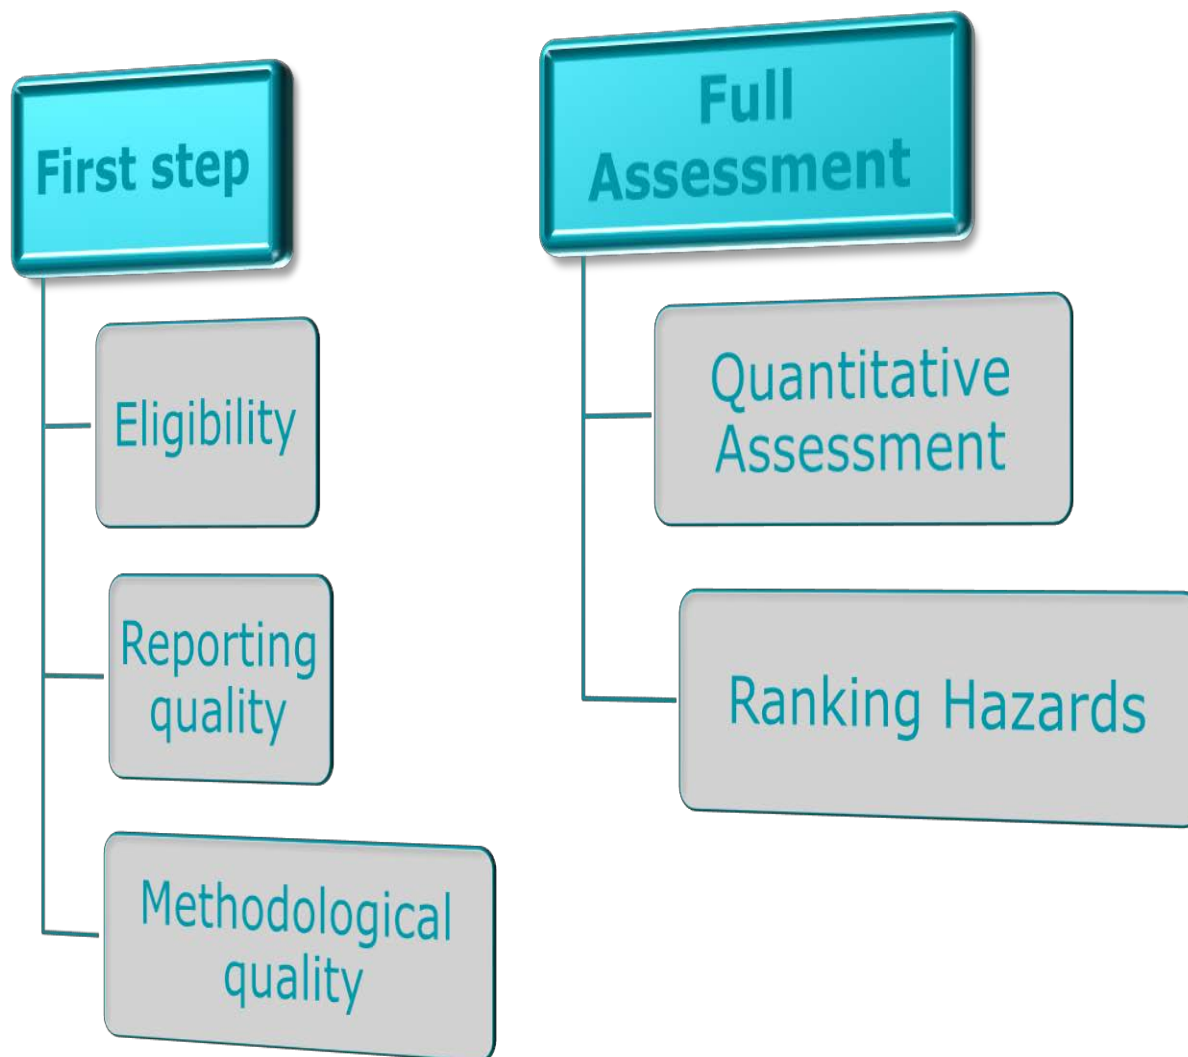 First step
Eligibility
Reporting
quality
Methodological
quality
Full
Assessment
Quantitative
Assessment
Ranking Hazards